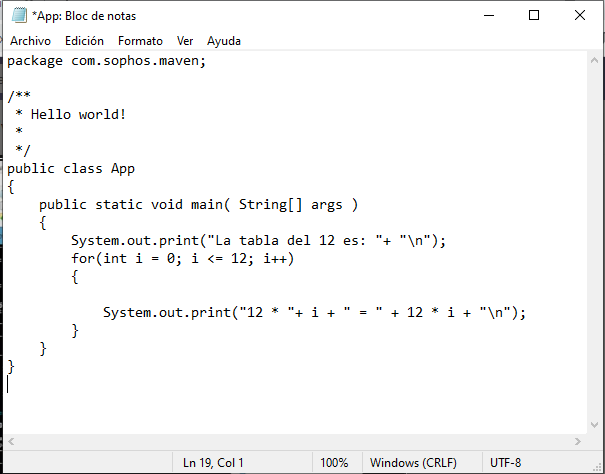 *App: Bloc de notas
Archivo Edición Formato Ver Ayuda
package com.sophos.maven;

/**
 * Hello world!
 *
 */
public class App
{
    public static void main( String[] args )
    {
        System.out.print("La tabla del 12 es: "+ "\n");
        for(int i = 0; i <= 12; i++)
        {

            System.out.print("12 * "+ i + " = " + 12 * i + "\n");
        }
    }
}
Ln 19, Col 1 100% Windows (CRLF) UTF-8